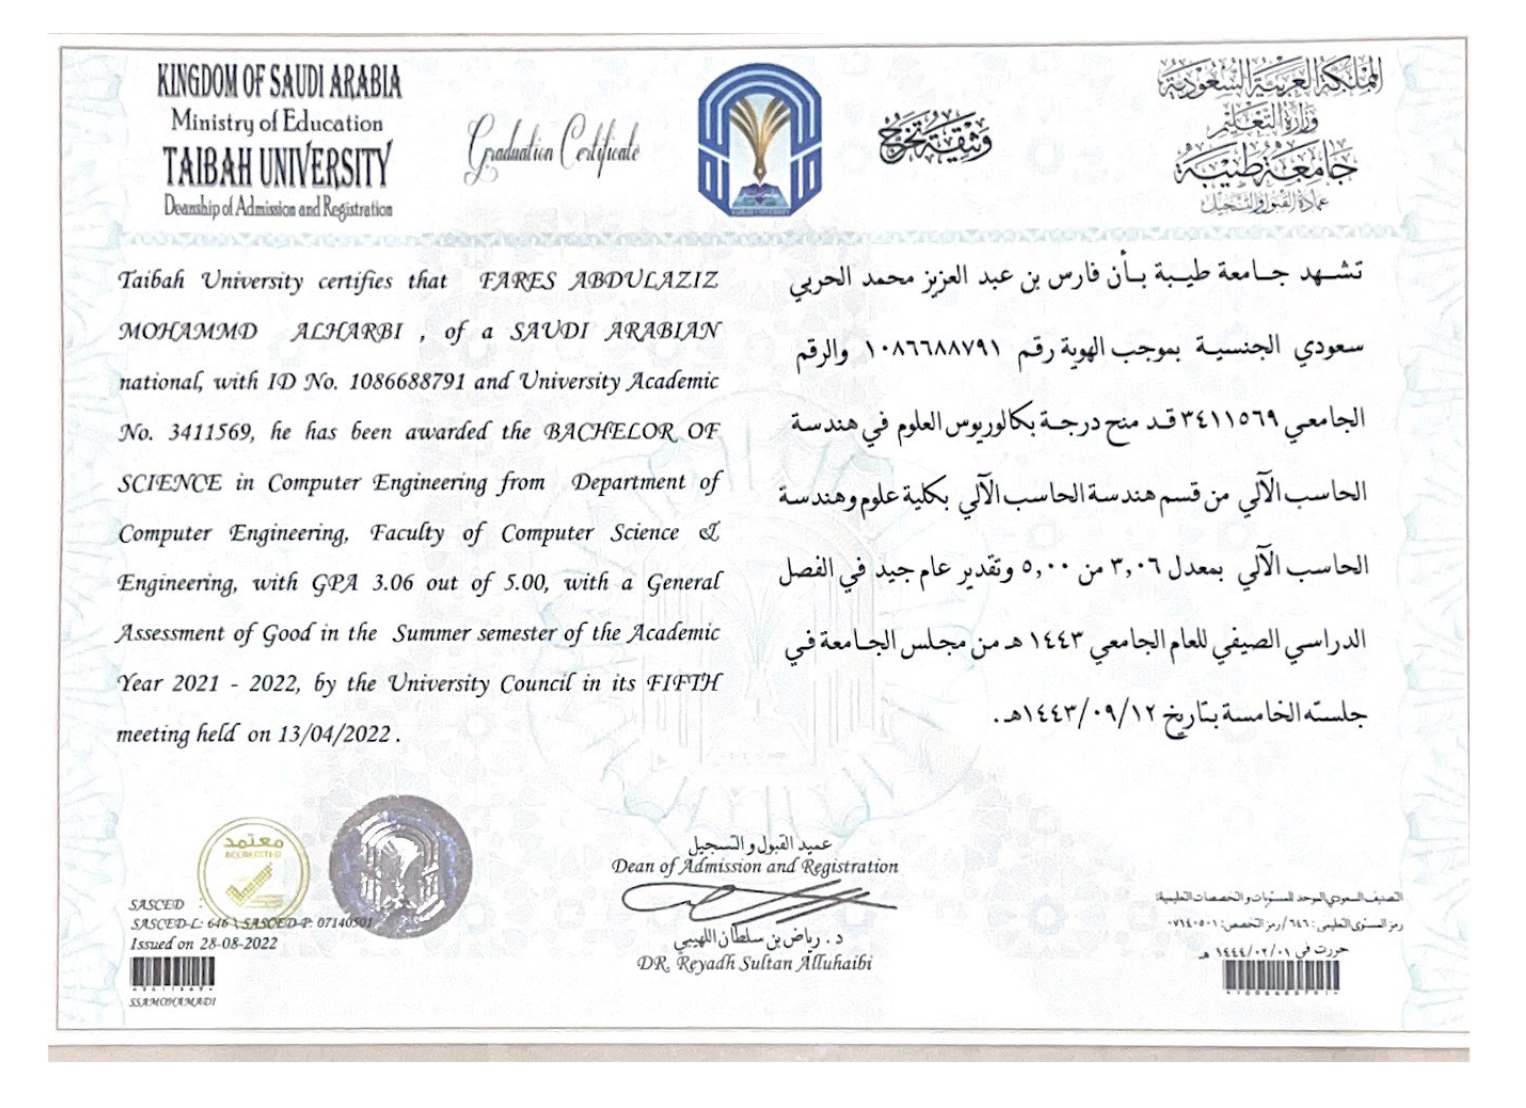 KINGDOM OF SAUDI ARABIA
Ministry of Education
TAIBAH UNIVERSITY
Deanship of Admission and Registration
Graduation Certificate
وثيقة تخرج
المملكة العربية السعودية
وزارة التعليم
جامعة طيبة
عمادة القبول والتسجيل
Taibah University certifies that FARES ABDULAZIZ
MOHAMMD ALHARBI , of a SAUDI ARABIAN
national, with ID No. 1086688791 and University Academic
No. 3411569, he has been awarded the BACHELOR OF
SCIENCE in Computer Engineering from Department of
Computer Engineering, Faculty of Computer Science &
Engineering, with GPA 3.06 out of 5.00, with a General
Assessment of Good in the Summer semester of the Academic
Year 2021 - 2022, by the University Council in its FIFTH
meeting held on 13/04/2022 .
تشهد جامعة طيبة بأن فارس بن عبد العزيز محمد الحربي
سعودي الجنسية بموجب الهوية رقم ١٠٨٦٦٨٨٧٩١ والرقم
الجامعي ٣٤١١٥٦٩ قد منح درجة بكالوريوس العلوم في هندسة
الحاسب الآلي من قسم هندسة الحاسب الآلي بكلية علوم وهندسة
الحاسب الآلي بمعدل ٣,٠٦ من ٥,٠٠ وتقدير عام جيد في الفصل
الدراسي الصيفي للعام الجامعي ١٤٤٣ هـ من مجلس الجامعة في
جلسته الخامسة بتاريخ ١٤٤٣/٠٩/١٢هـ .
معتمد
ACCREDITED
SASCED :
SASCED-L: 646 \ SASCED-P: 07140501
Issued on 28-08-2022
SSAMOHAMADI
عميد القبول والتسجيل
Dean of Admission and Registration
د . رياض بن سلطان اللهيبي
DR. Reyadh Sultan Alluhaibi
التصنيف السعودي الموحد للمستويات والتخصصات التعليمية:
رمز المستوى التعليمي : ٦٤٦ / رمز التخصص: ٠٧١٤٠٥٠١
حررت في ١٤٤٤/٠٢/٠١ هـ